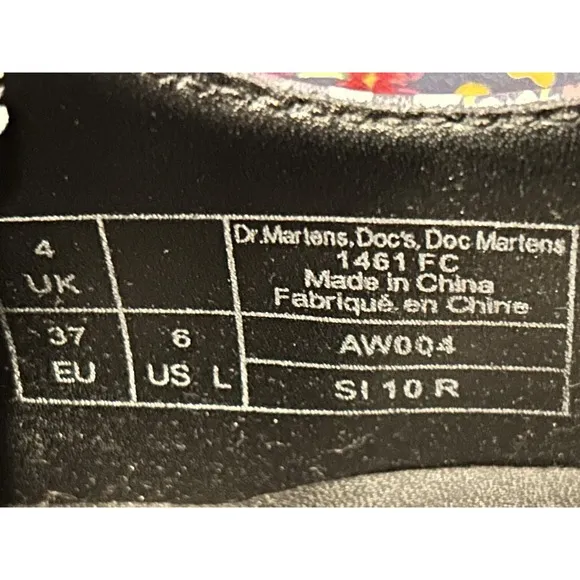 4
UK
Dr.Martens, Doc's, Doc Martens
1461 FC
Made in China
Fabriqué en Chine
37
EU
6
US L
AW004
SI 10 R